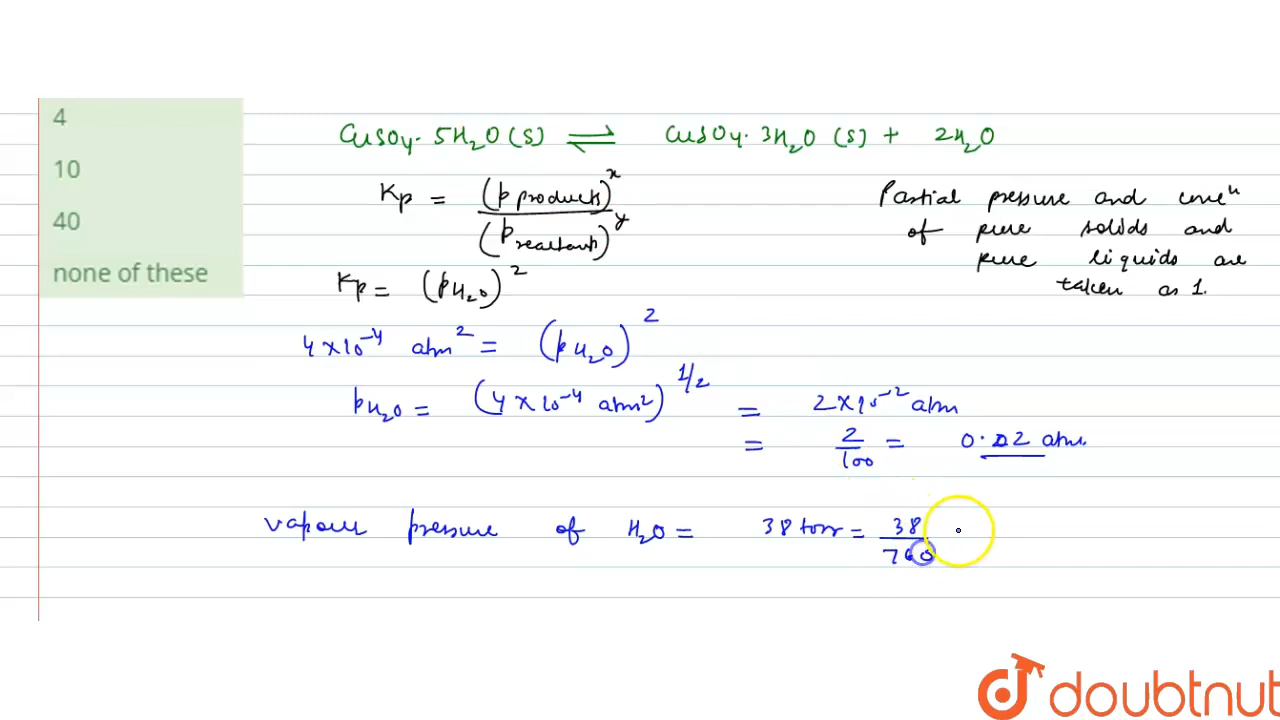 4
10
40
none of these
CuSO4. 5H2O (s) ⇌ CuSO4. 3H2O (s) + 2H2O
Kp = (p products)^x / (p reactant)^y
Partial pressure and concn
of pure solids and
pure liquids are
taken as 1.
Kp = (pH2O)^2
4×10^-4 atm^2 = (pH2O)^2
pH2O = (4×10^-4 atm^2)^1/2 = 2×10^-2 atm
= 2/100 = 0.02 atm.
vapour pressure of H2O = 38 torr = 38/760
doubtnut